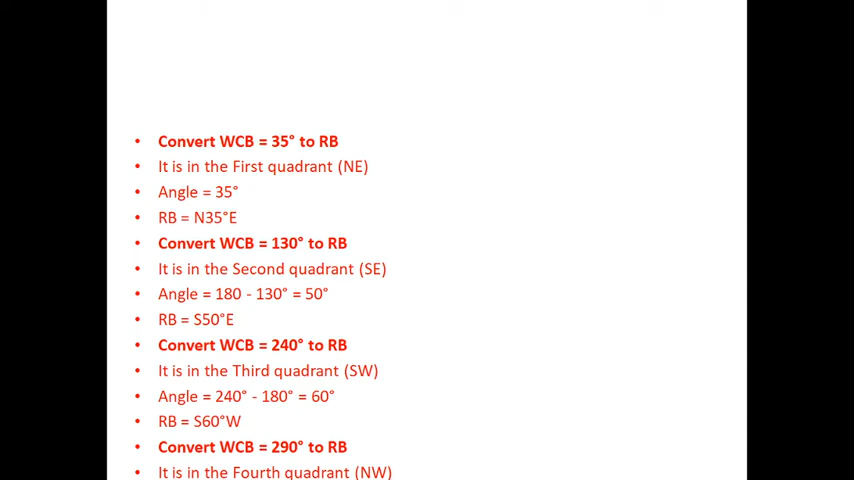 • Convert WCB = 35° to RB
• It is in the First quadrant (NE)
• Angle = 35°
• RB = N35°E
• Convert WCB = 130° to RB
• It is in the Second quadrant (SE)
• Angle = 180 - 130° = 50°
• RB = S50°E
• Convert WCB = 240° to RB
• It is in the Third quadrant (SW)
• Angle = 240° - 180° = 60°
• RB = S60°W
• Convert WCB = 290° to RB
• It is in the Fourth quadrant (NW)